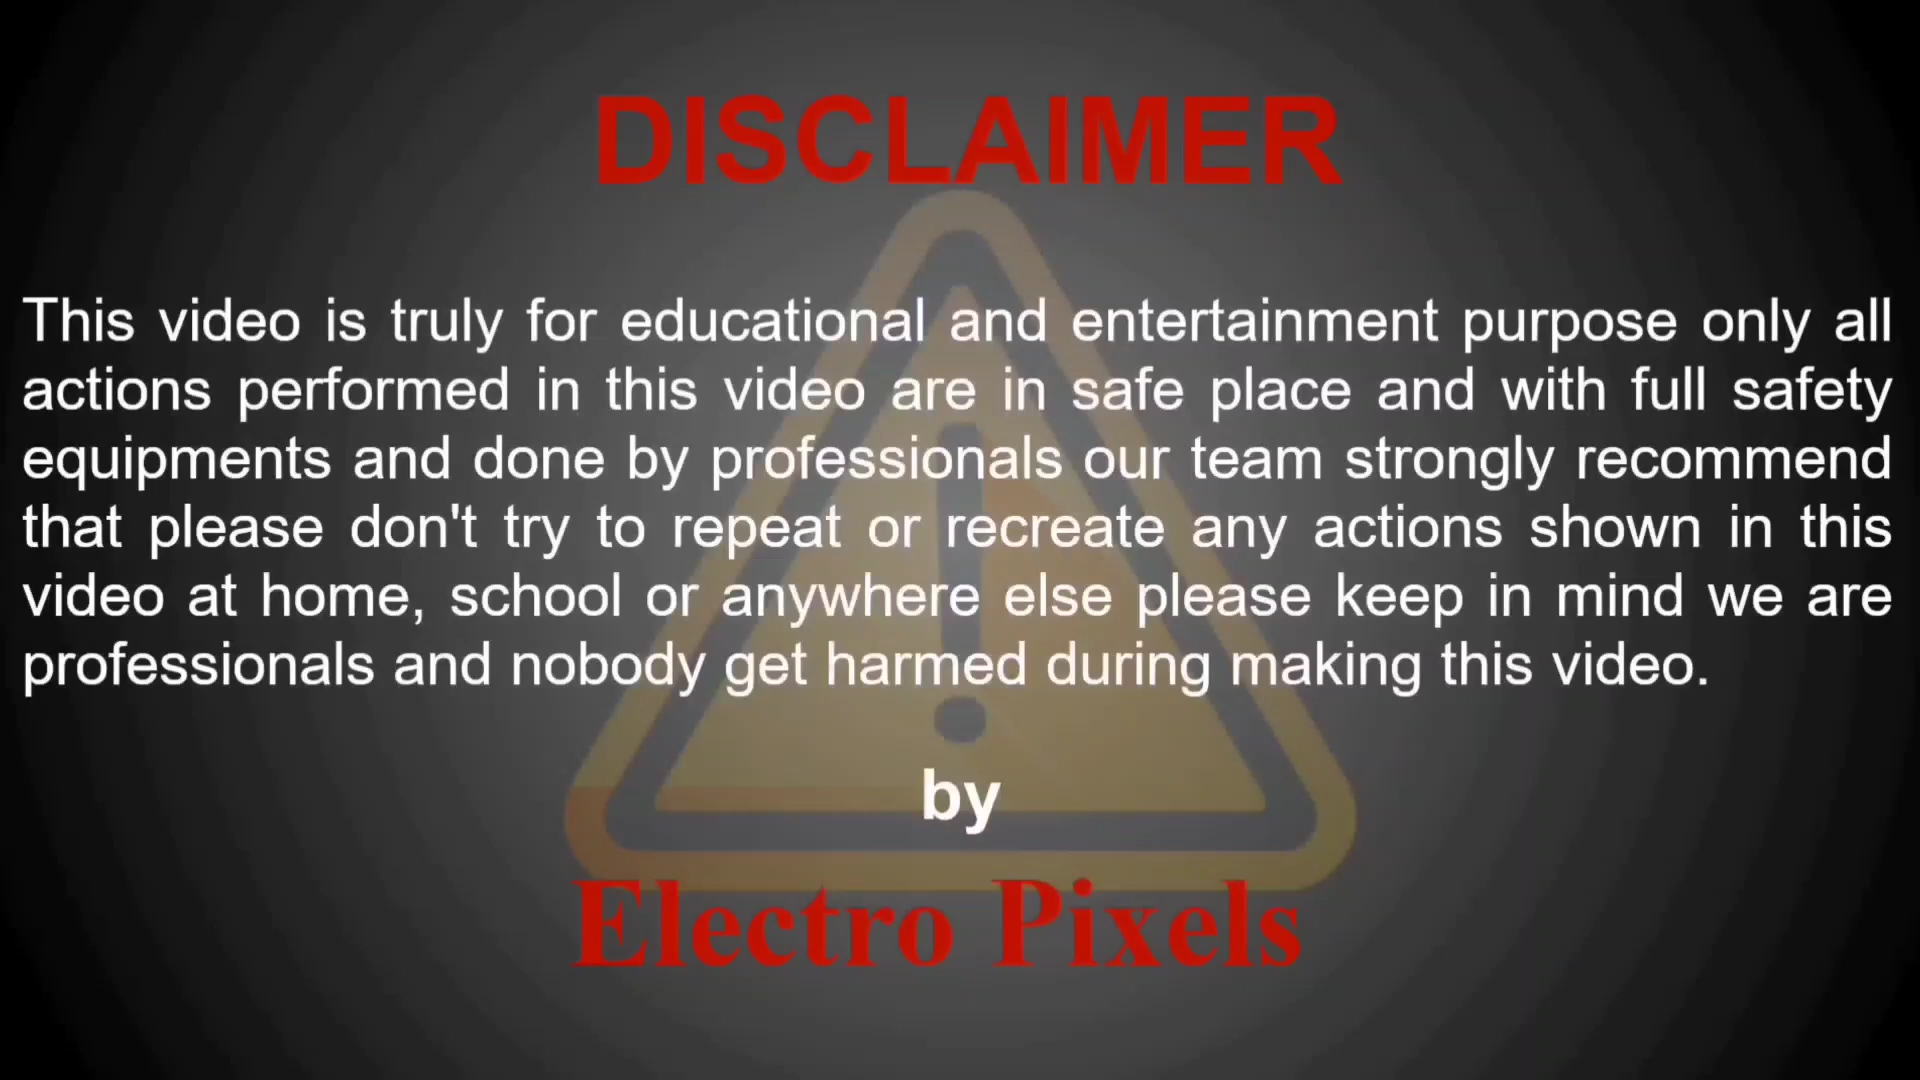 DISCLAIMER
This video is truly for educational and entertainment purpose only all
actions performed in this video are in safe place and with full safety
equipments and done by professionals our team strongly recommend
that please don't try to repeat or recreate any actions shown in this
video at home, school or anywhere else please keep in mind we are
professionals and nobody get harmed during making this video.
by
Electro Pixels